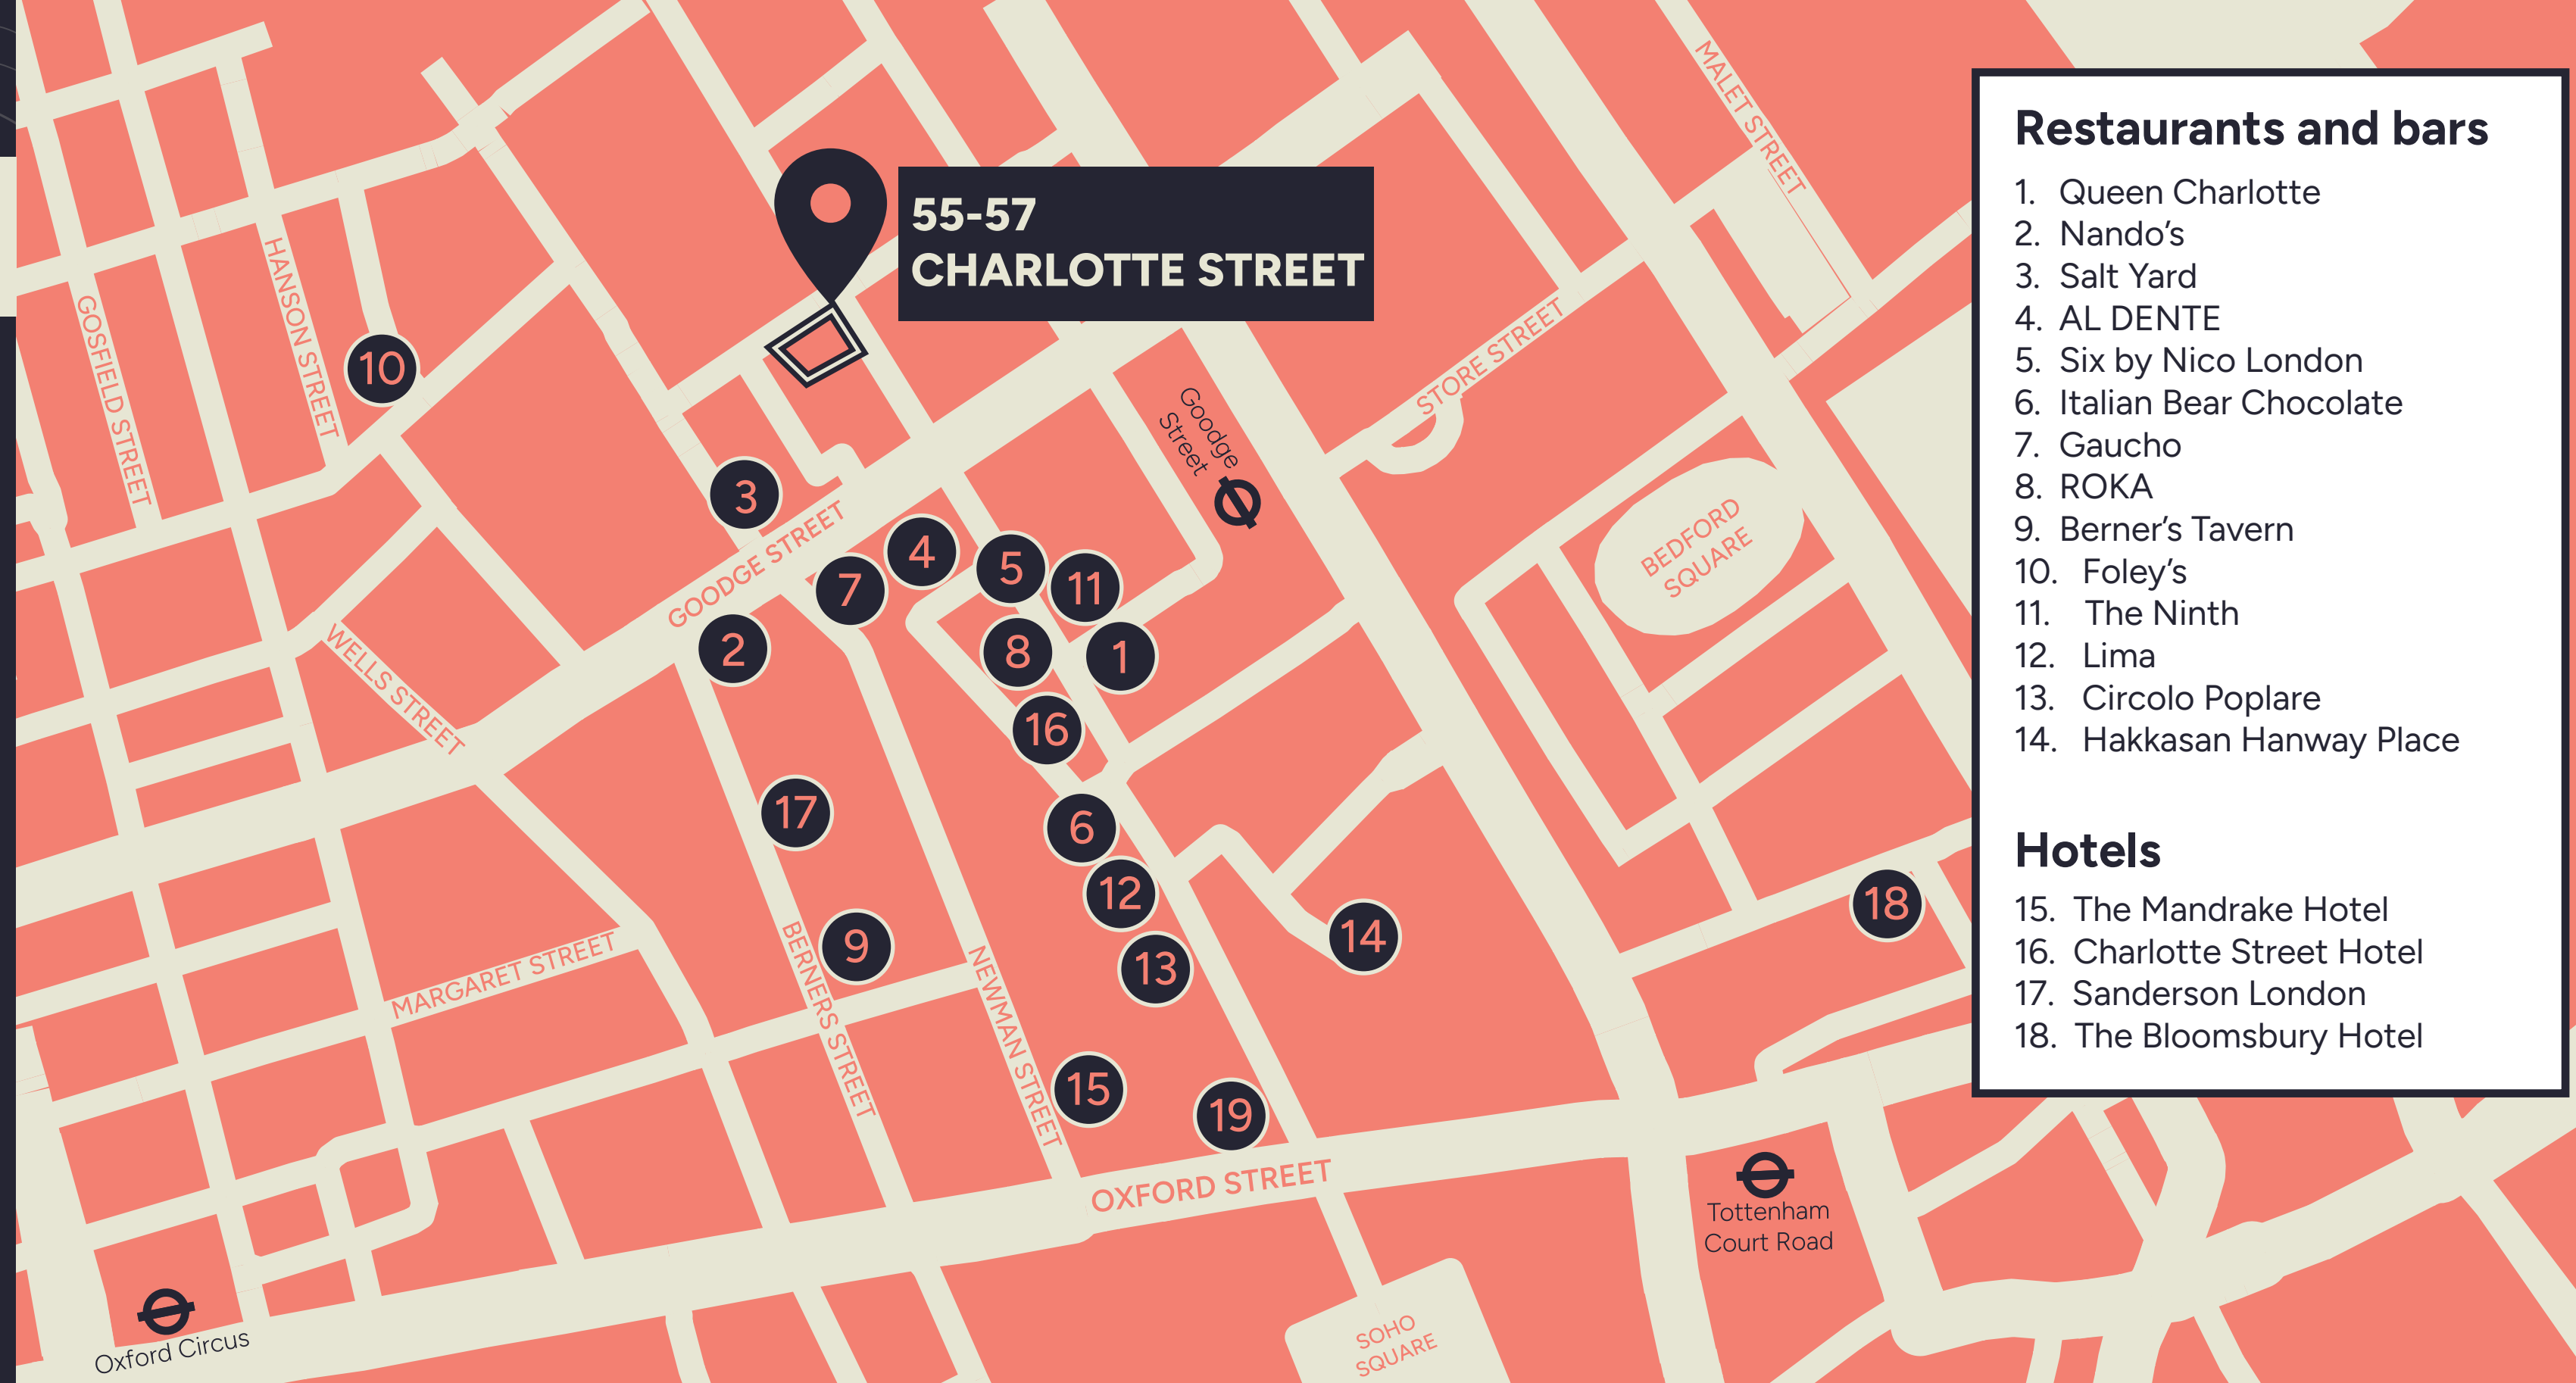 MALET STREET
55-57
CHARLOTTE STREET
HANSON STREET
GOSFIELD STREET
10
STORE STREET
Goodge
Street
3
GOODGE STREET
BEDFORD
SQUARE
4
5
7
11
2
8
1
WELLS STREET
16
17
6
12
18
9
14
BERNERS STREET
MARGARET STREET
NEWMAN STREET
13
15
19
OXFORD STREET
Tottenham
Court Road
Oxford Circus
SOHO
SQUARE
Restaurants and bars
1. Queen Charlotte
2. Nando’s
3. Salt Yard
4. AL DENTE
5. Six by Nico London
6. Italian Bear Chocolate
7. Gaucho
8. ROKA
9. Berner’s Tavern
10. Foley’s
11. The Ninth
12. Lima
13. Circolo Poplare
14. Hakkasan Hanway Place
Hotels
15. The Mandrake Hotel
16. Charlotte Street Hotel
17. Sanderson London
18. The Bloomsbury Hotel